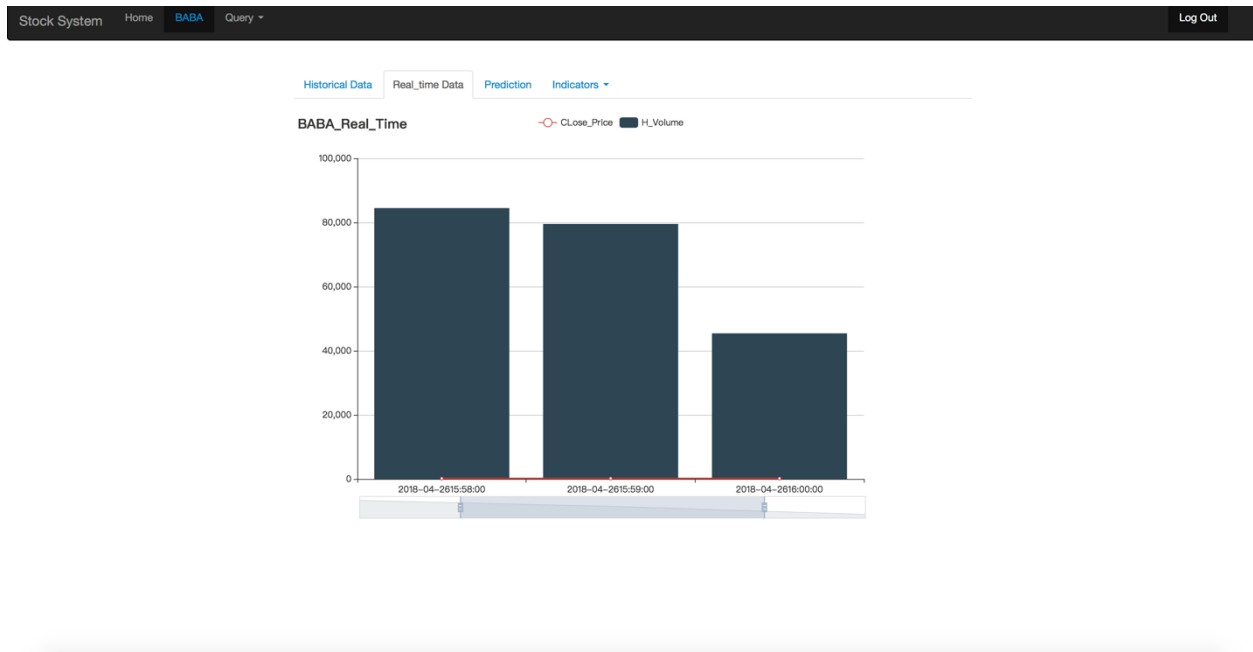 Stock System Home BABA Query Log Out
Historical Data Real_time Data Prediction Indicators
BABA_Real_Time CLose_Price H_Volume
100,000
80,000
60,000
40,000
20,000
0
2018-04-2615:58:00 2018-04-2615:59:00 2018-04-2616:00:00